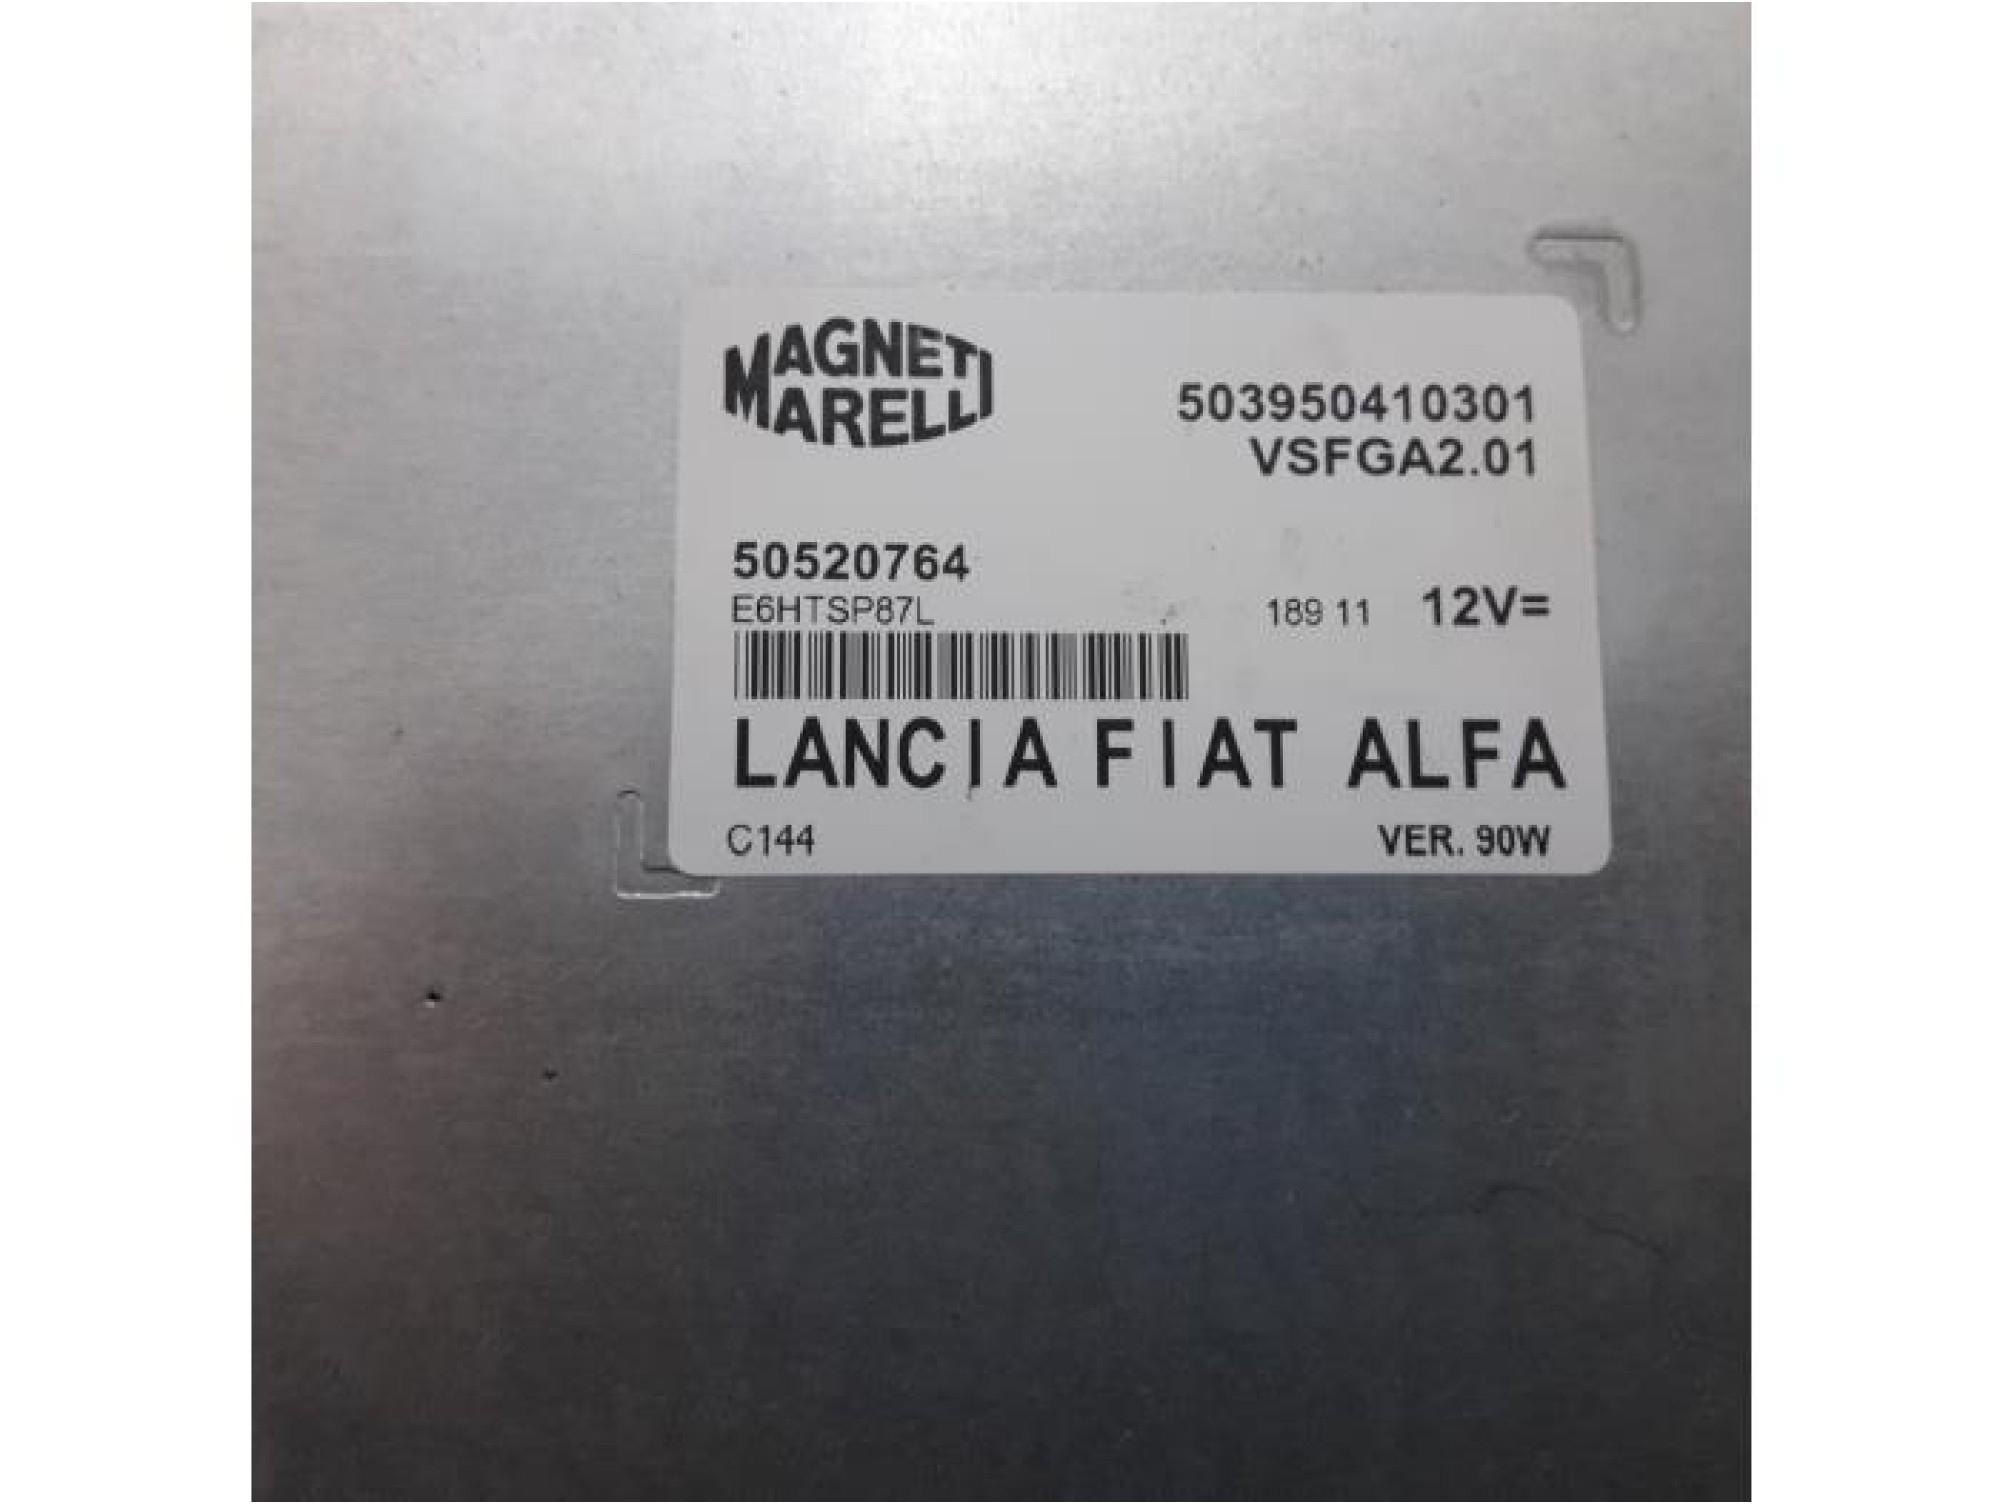 MAGNETI
MARELLI
503950410301
VSFGA2.01
50520764
E6HTSP87L
189 11 12V=
LANCIA FIAT ALFA
C144 VER. 90W